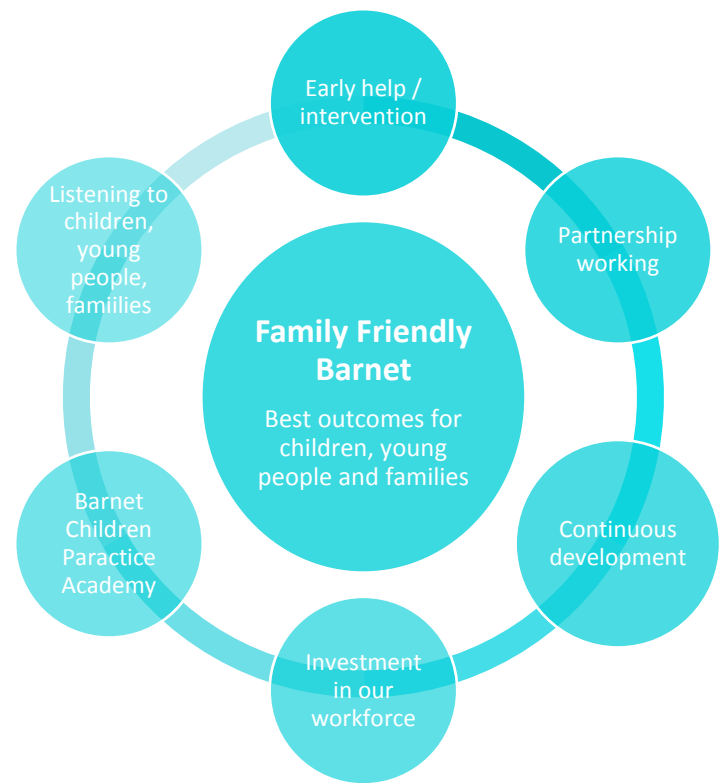 Early help /
intervention
Partnership
working
Continuous
development
Investment
in our
workforce
Barnet
Children
Paractice
Academy
Listening to
children,
young
people,
famiilies
Family Friendly
Barnet
Best outcomes for
children, young
people and families